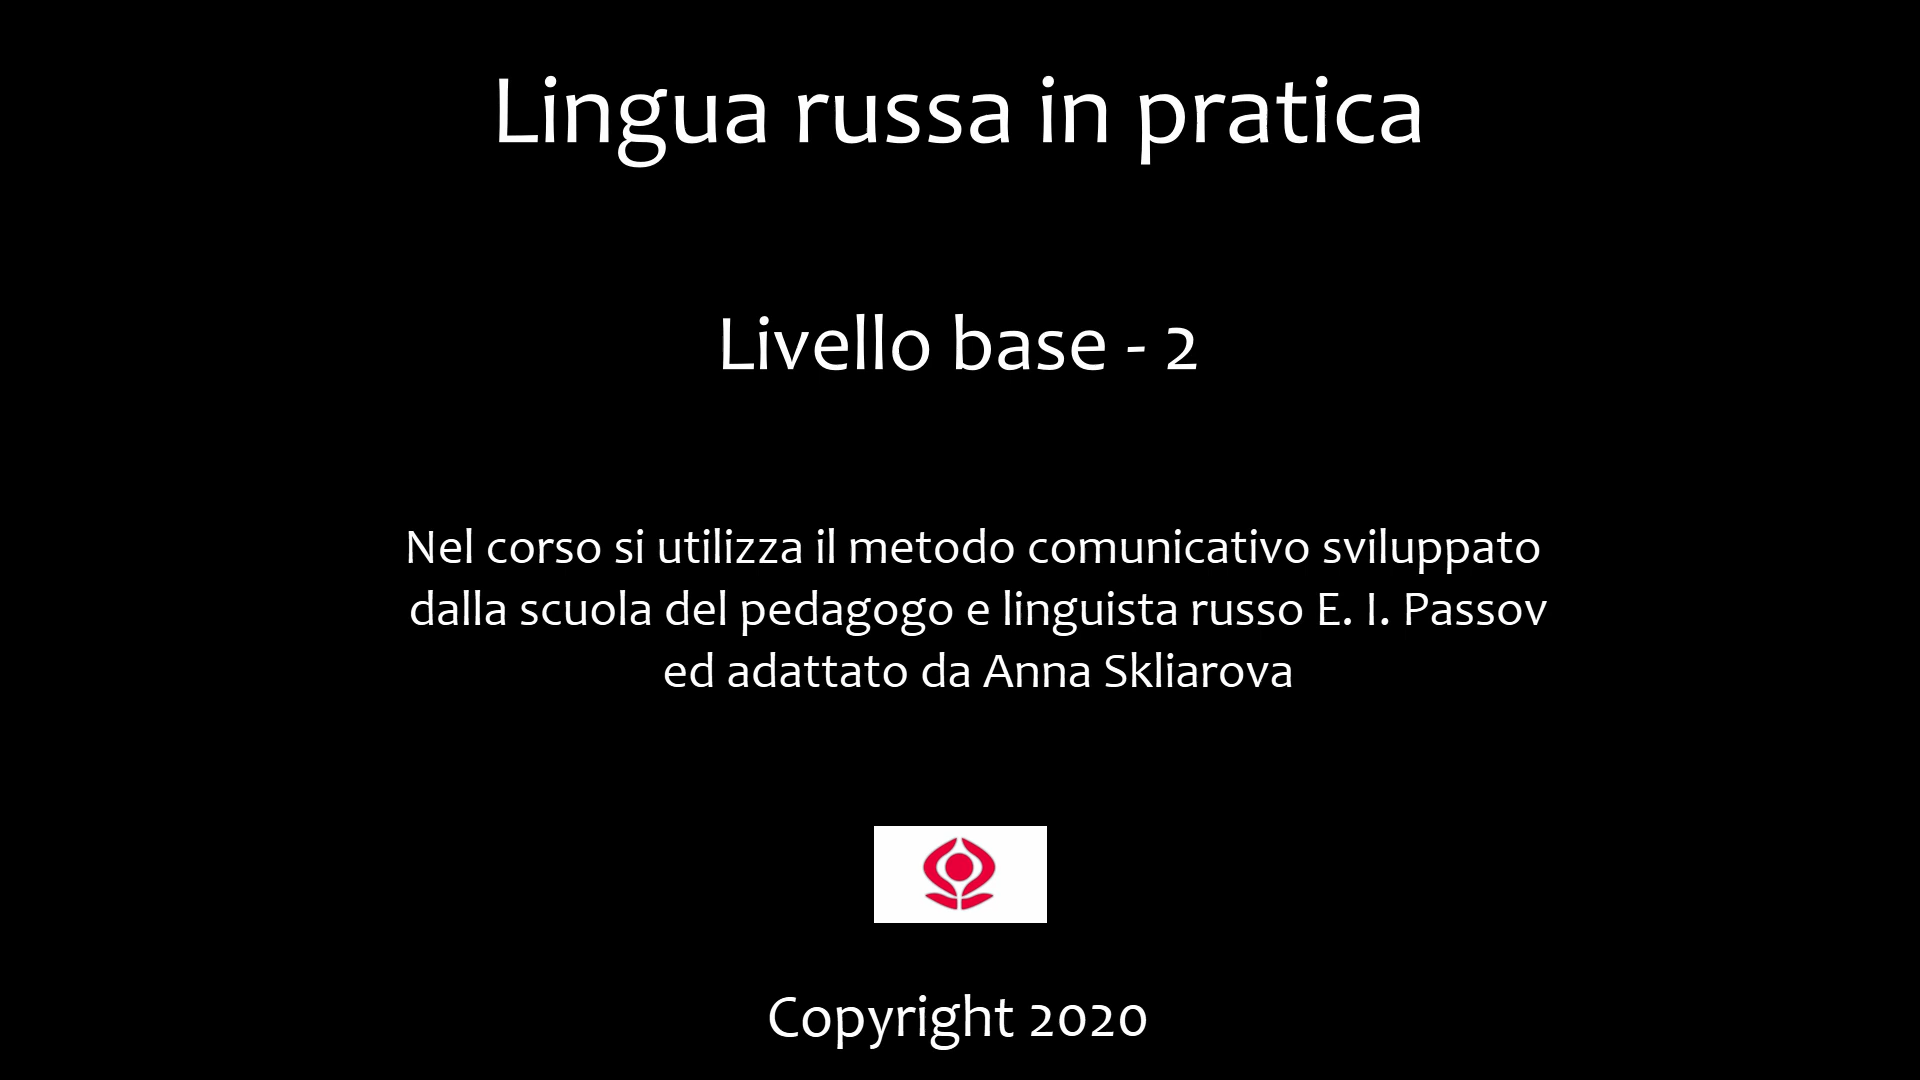 Lingua russa in pratica
Livello base - 2
Nel corso si utilizza il metodo comunicativo sviluppato
dalla scuola del pedagogo e linguista russo E. I. Passov
ed adattato da Anna Skliarova
Copyright 2020